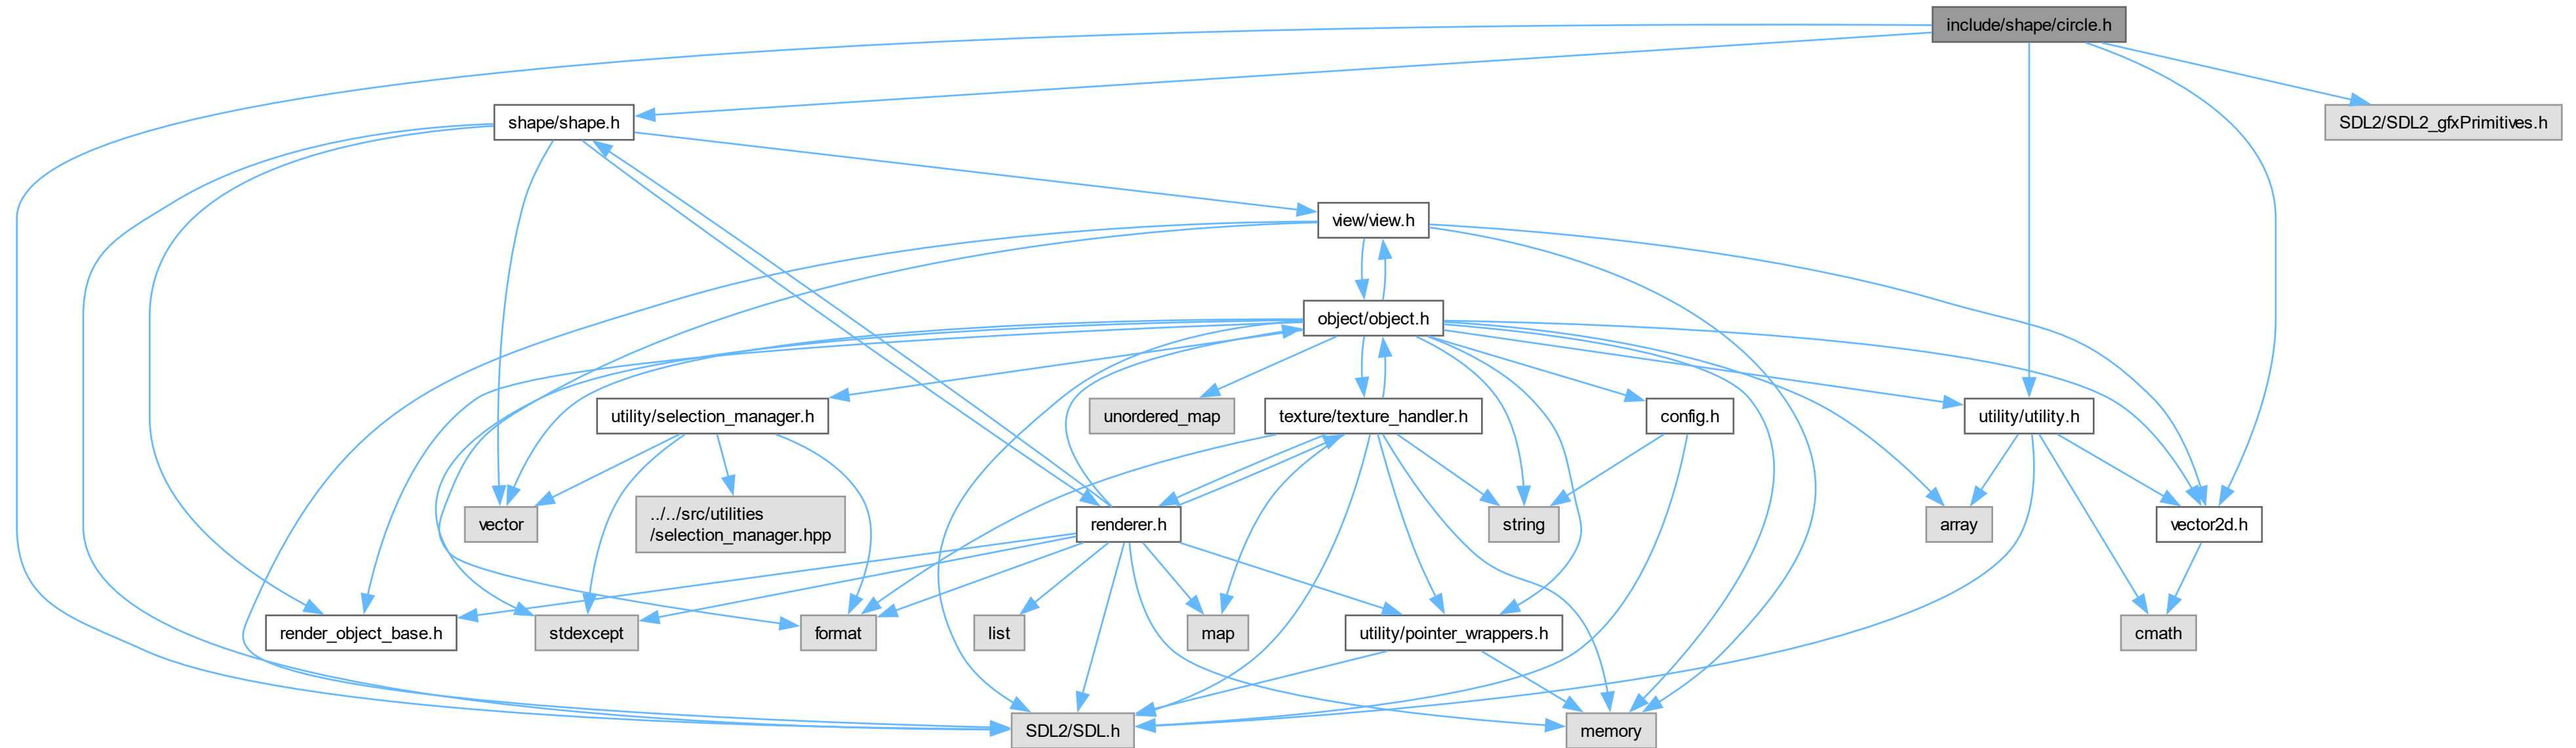 include/shape/circle.h
shape/shape.h
SDL2/SDL2_gfxPrimitives.h
view/view.h
object/object.h
utility/selection_manager.h
unordered_map
texture/texture_handler.h
config.h
utility/utility.h
vector
../../src/utilities
/selection_manager.hpp
renderer.h
string
array
vector2d.h
render_object_base.h
stdexcept
format
list
map
utility/pointer_wrappers.h
cmath
SDL2/SDL.h
memory